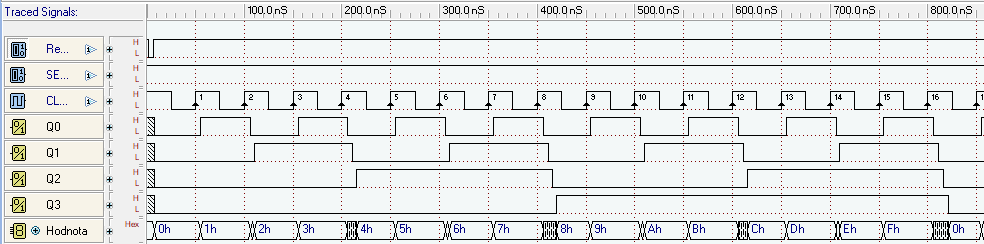 Traced Signals: 100.0nS 200.0nS 300.0nS 400.0nS 500.0nS 600.0nS 700.0nS 800.0nS
Re... H L
SE... H L
CL... H L 1 2 3 4 5 6 7 8 9 10 11 12 13 14 15 16
Q0 H L
Q1 H L
Q2 H L
Q3 H L
Hodnota Hex 0h 1h 2h 3h 4h 5h 6h 7h 8h 9h Ah Bh Ch Dh Eh Fh 0h